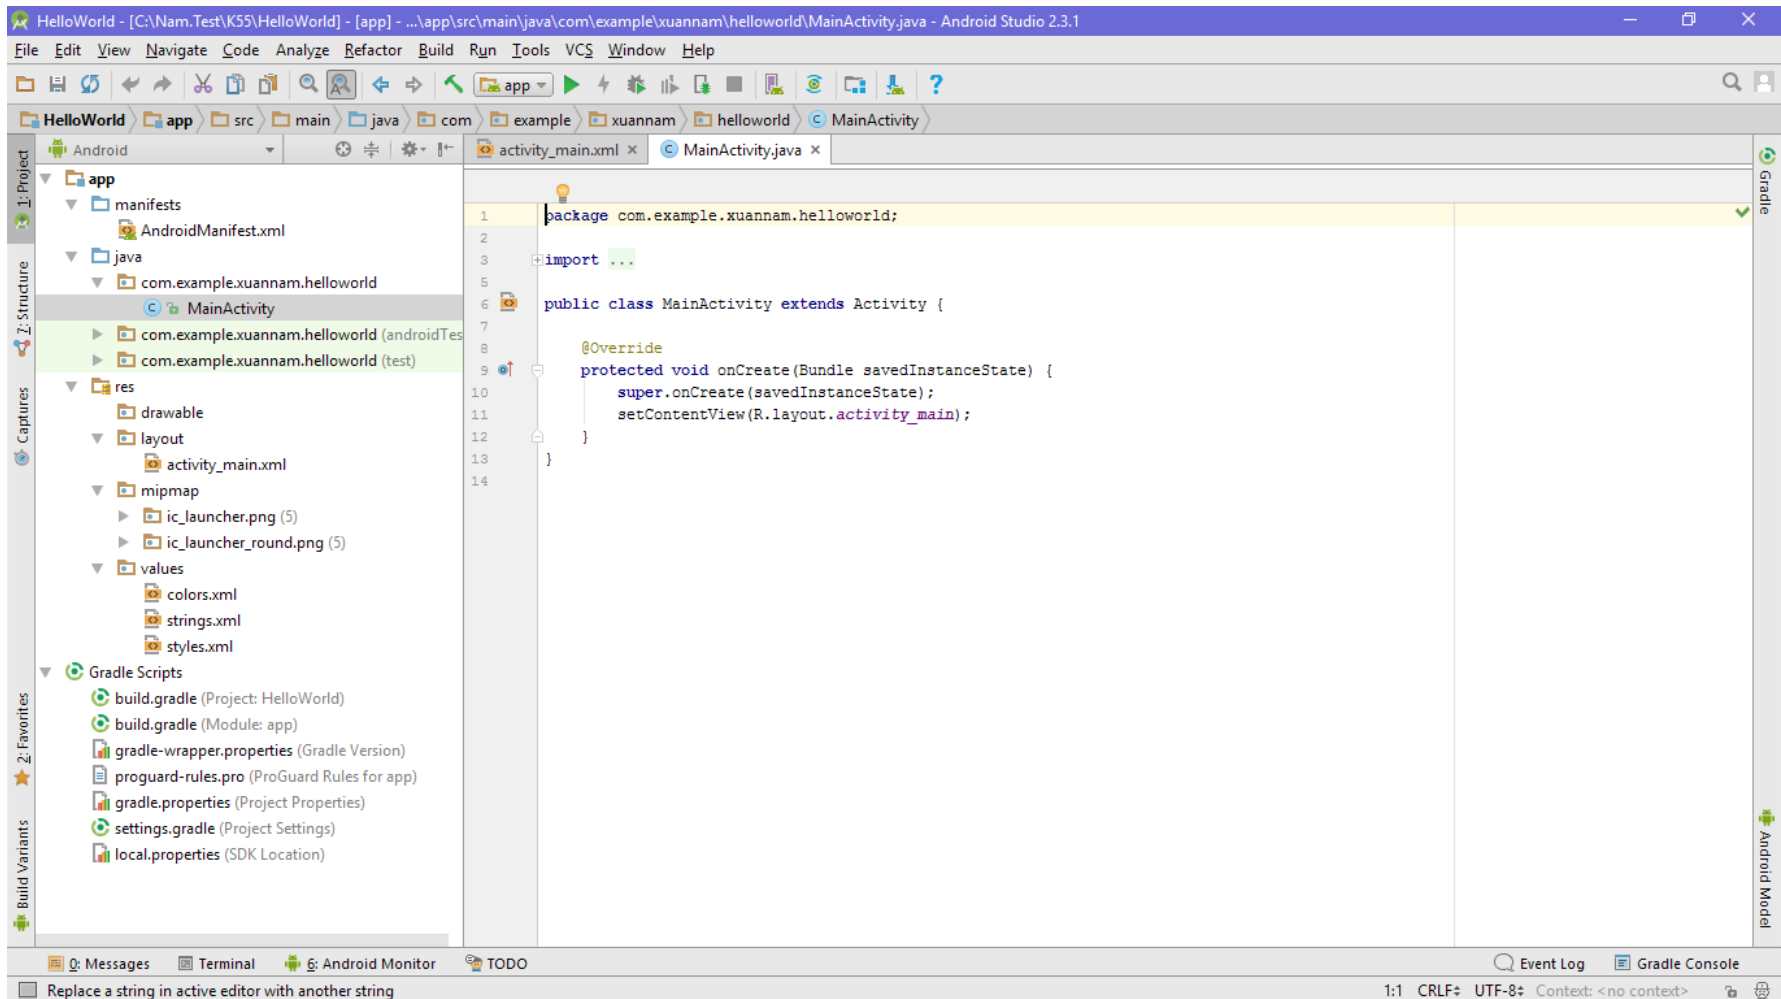 HelloWorld - [C:\Nam.Test\K55\HelloWorld] - [app] - ...\app\src\main\java\com\example\xuannam\helloworld\MainActivity.java - Android Studio 2.3.1
File Edit View Navigate Code Analyze Refactor Build Run Tools VCS Window Help
app
HelloWorld app src main java com example xuannam helloworld MainActivity
Android
activity_main.xml MainActivity.java
1: Project
7: Structure
Captures
2: Favorites
Build Variants
app
manifests
AndroidManifest.xml
java
com.example.xuannam.helloworld
MainActivity
com.example.xuannam.helloworld (androidTes
com.example.xuannam.helloworld (test)
res
drawable
layout
activity_main.xml
mipmap
ic_launcher.png (5)
ic_launcher_round.png (5)
values
colors.xml
strings.xml
styles.xml
Gradle Scripts
build.gradle (Project: HelloWorld)
build.gradle (Module: app)
gradle-wrapper.properties (Gradle Version)
proguard-rules.pro (ProGuard Rules for app)
gradle.properties (Project Properties)
settings.gradle (Project Settings)
local.properties (SDK Location)
1 package com.example.xuannam.helloworld;
2
3 import ...
5
6 public class MainActivity extends Activity {
7
8 @Override
9 protected void onCreate(Bundle savedInstanceState) {
10 super.onCreate(savedInstanceState);
11 setContentView(R.layout.activity_main);
12 }
13 }
14
Gradle
Android Model
0: Messages Terminal 6: Android Monitor TODO Event Log Gradle Console
Replace a string in active editor with another string 1:1 CRLF UTF-8 Context: <no context>